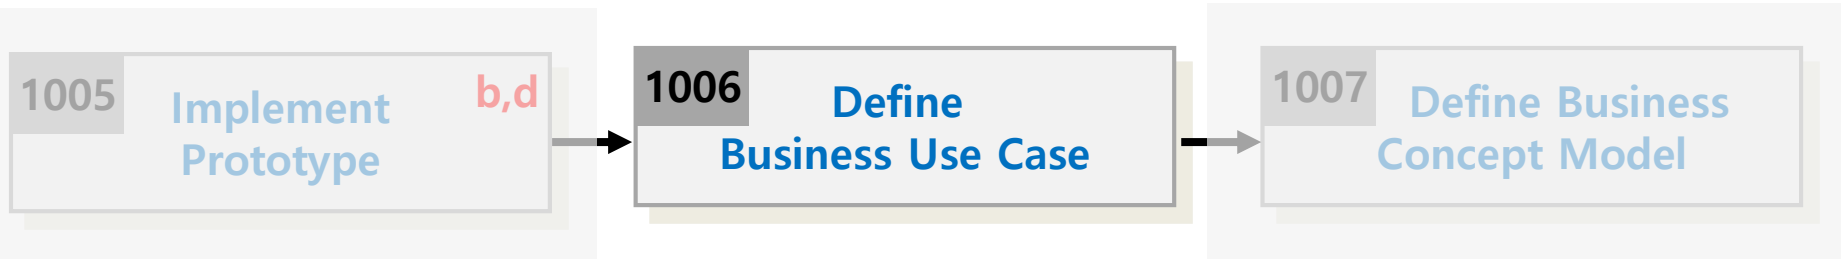 1005
b,d
Implement
Prototype
1006
Define
Business Use Case
1007
Define Business
Concept Model